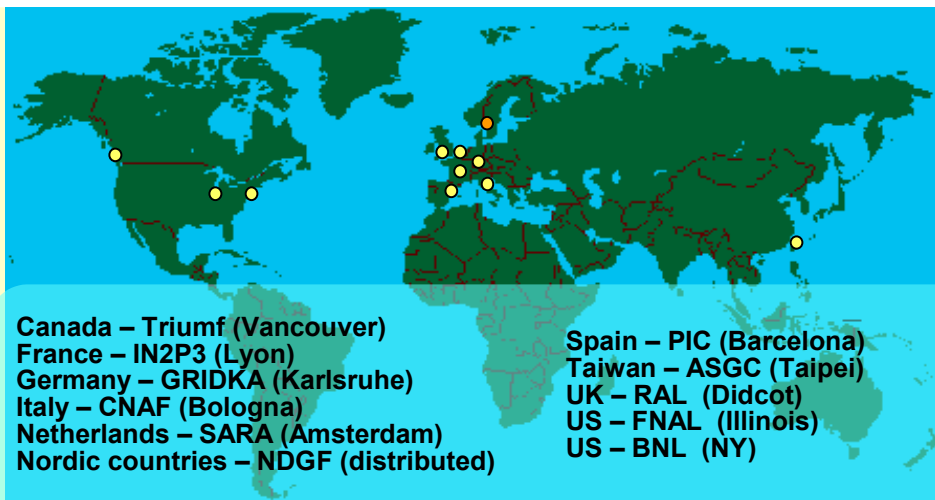 Canada – Triumf (Vancouver)
France – IN2P3 (Lyon)
Germany – GRIDKA (Karlsruhe)
Italy – CNAF (Bologna)
Netherlands – SARA (Amsterdam)
Nordic countries – NDGF (distributed)
Spain – PIC (Barcelona)
Taiwan – ASGC (Taipei)
UK – RAL (Didcot)
US – FNAL (Illinois)
US – BNL (NY)